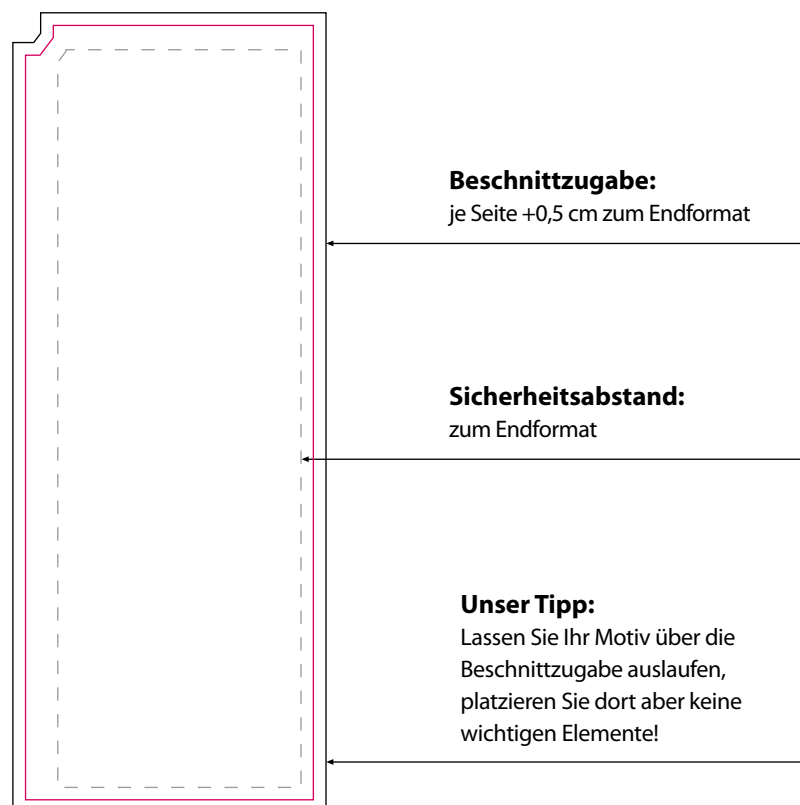 Beschnittzugabe:
je Seite +0,5 cm zum Endformat
Sicherheitsabstand:
zum Endformat
Unser Tipp:
Lassen Sie Ihr Motiv über die
Beschnittzugabe auslaufen,
platzieren Sie dort aber keine
wichtigen Elemente!